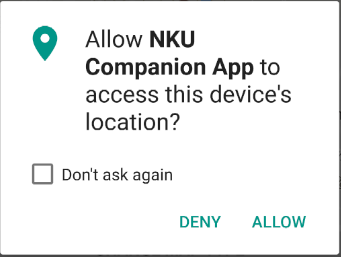 Allow NKU
Companion App to
access this device's
location?
Don't ask again
DENY ALLOW